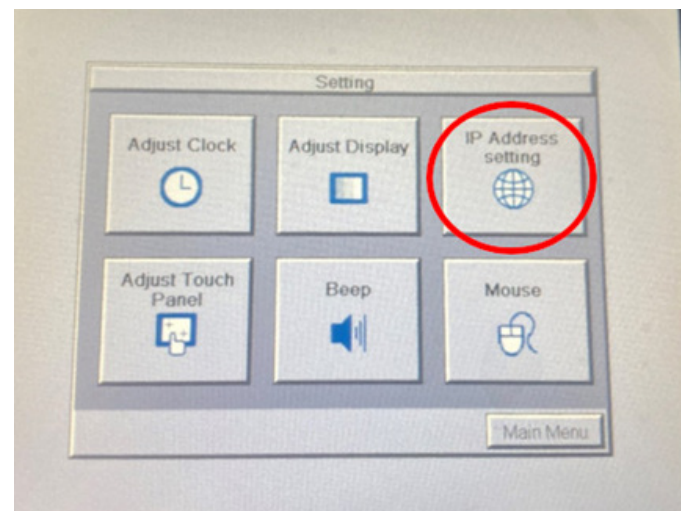 Setting
Adjust Clock
Adjust Display
IP Address
setting
Adjust Touch
Panel
Beep
Mouse
Main Menu